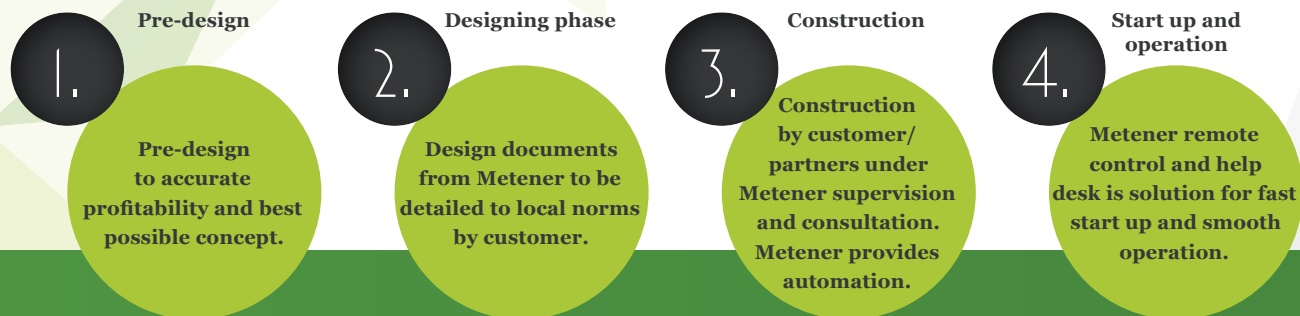 1.
Pre-design
Pre-design
to accurate
profitability and best
possible concept.
2.
Designing phase
Design documents
from Metener to be
detailed to local norms
by customer.
3.
Construction
Construction
by customer/
partners under
Metener supervision
and consultation.
Metener provides
automation.
4.
Start up and
operation
Metener remote
control and help
desk is solution for fast
start up and smooth
operation.